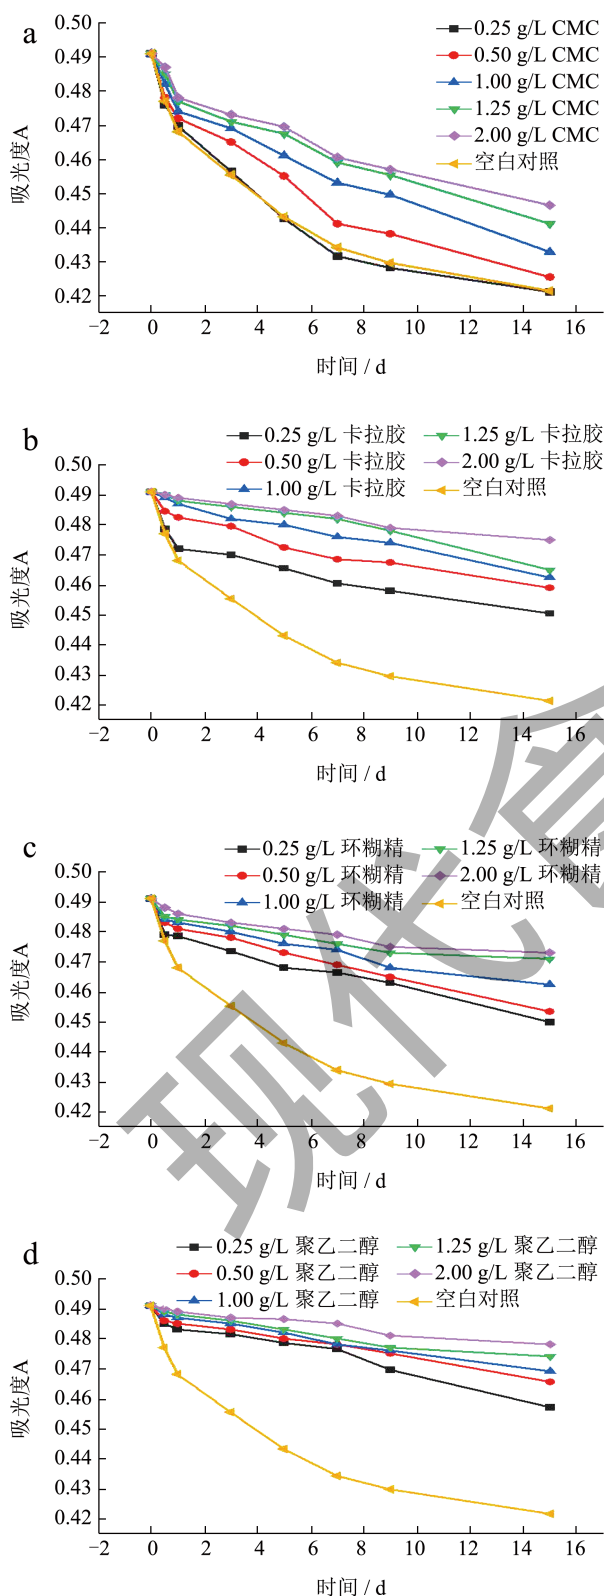 a
0.25 g/L CMC
0.50 g/L CMC
1.00 g/L CMC
1.25 g/L CMC
2.00 g/L CMC
空白对照
吸光度A
0.50
0.49
0.48
0.47
0.46
0.45
0.44
0.43
0.42
−2 0 2 4 6 8 10 12 14 16
时间 / d
b
0.25 g/L 卡拉胶 1.25 g/L 卡拉胶
0.50 g/L 卡拉胶 2.00 g/L 卡拉胶
1.00 g/L 卡拉胶 空白对照
吸光度A
0.50
0.49
0.48
0.47
0.46
0.45
0.44
0.43
0.42
−2 0 2 4 6 8 10 12 14 16
时间 / d
c
0.25 g/L 环糊精 1.25 g/L 环糊精
0.50 g/L 环糊精 2.00 g/L 环糊精
1.00 g/L 环糊精 空白对照
吸光度A
0.50
0.49
0.48
0.47
0.46
0.45
0.44
0.43
0.42
−2 0 2 4 6 8 10 12 14 16
时间 / d
d
0.25 g/L 聚乙二醇 1.25 g/L 聚乙二醇
0.50 g/L 聚乙二醇 2.00 g/L 聚乙二醇
1.00 g/L 聚乙二醇 空白对照
吸光度A
0.50
0.49
0.48
0.47
0.46
0.45
0.44
0.43
0.42
−2 0 2 4 6 8 10 12 14 16
时间 / d
现代食